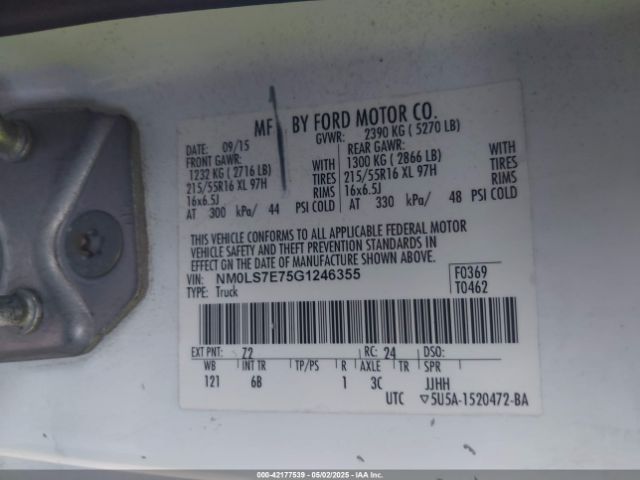 MFD BY FORD MOTOR CO.
DATE: 09/15 GVWR: 2390 KG ( 5270 LB)
FRONT GAWR: REAR GAWR:
1232 KG ( 2716 LB) WITH 1300 KG ( 2866 LB) WITH
215/55R16 XL 97H TIRES 215/55R16 XL 97H TIRES
16x6.5J RIMS 16x6.5J RIMS
AT 300 kPa/ 44 PSI COLD AT 330 kPa/ 48 PSI COLD
THIS VEHICLE CONFORMS TO ALL APPLICABLE FEDERAL MOTOR
VEHICLE SAFETY AND THEFT PREVENTION STANDARDS IN
EFFECT ON THE DATE OF MANUFACTURE SHOWN ABOVE.
VIN: NM0LS7E75G1246355 F0369
TYPE: Truck T0462
EXT PNT: Z2 RC: 24 DSO:
WB INT TR TP/PS R AXLE TR SPR
121 6B 1 3C JJHH
UTC ▽5U5A-1520472-BA
000-42177539 - 05/02/2025 - IAAI.COM